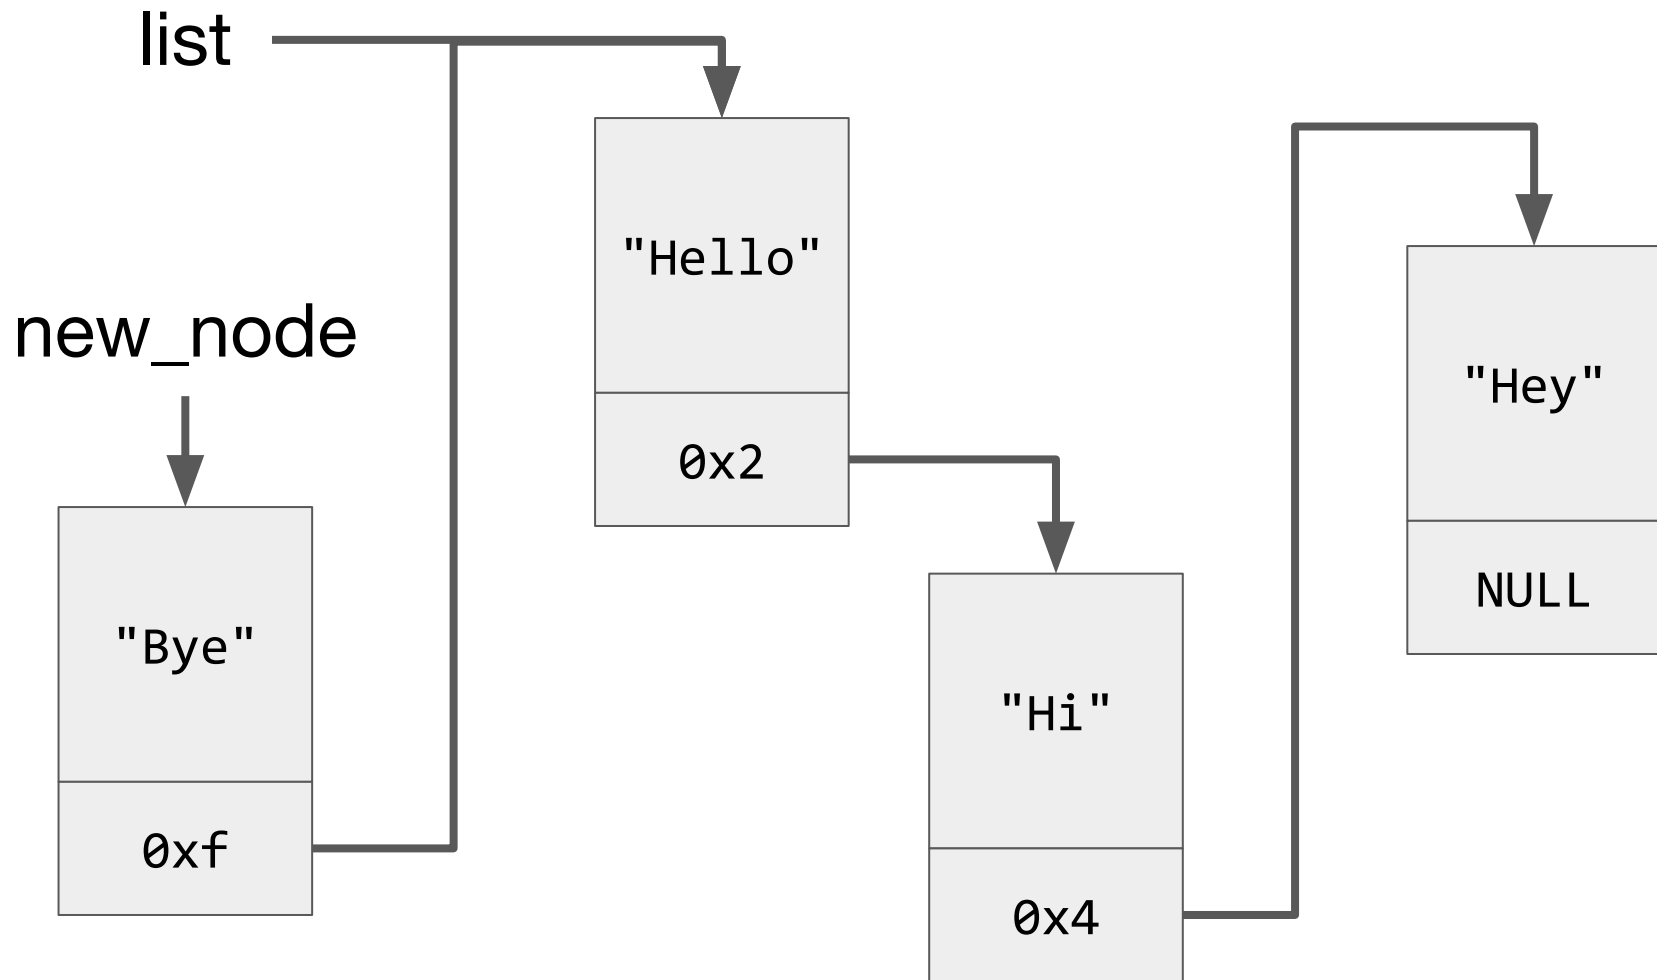 list
new_node
"Bye"
0xf
"Hello"
0x2
"Hi"
0x4
"Hey"
NULL